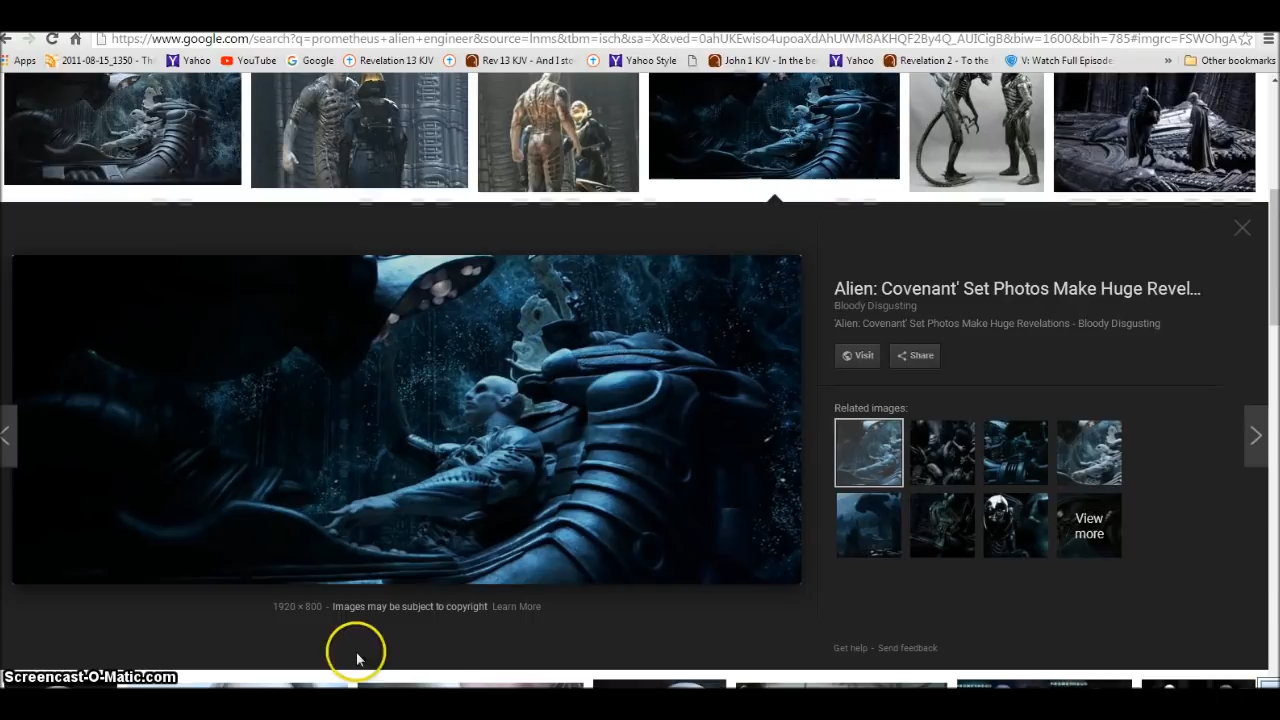 https://www.google.com/search?q=prometheus+alien+engineer&source=lnms&tbm=isch&sa=X&ved=0ahUKEwiso4upoaXdAhUWM8AKHQF2By4Q_AUICigB&biw=1600&bih=785#imgrc=FSWOhgA
Apps 2011-08-15_1350 - Th Yahoo YouTube Google Revelation 13 KJV Rev 13 KJV - And I sto Yahoo Style John 1 KJV - In the be Yahoo Revelation 2 - To the V: Watch Full Episode » Other bookmarks
Alien: Covenant' Set Photos Make Huge Revel...
Bloody Disgusting
'Alien: Covenant' Set Photos Make Huge Revelations - Bloody Disgusting
Visit Share
Related images:
View
more
1920 × 800 - Images may be subject to copyright Learn More
Get help - Send feedback
Screencast-O-Matic.com